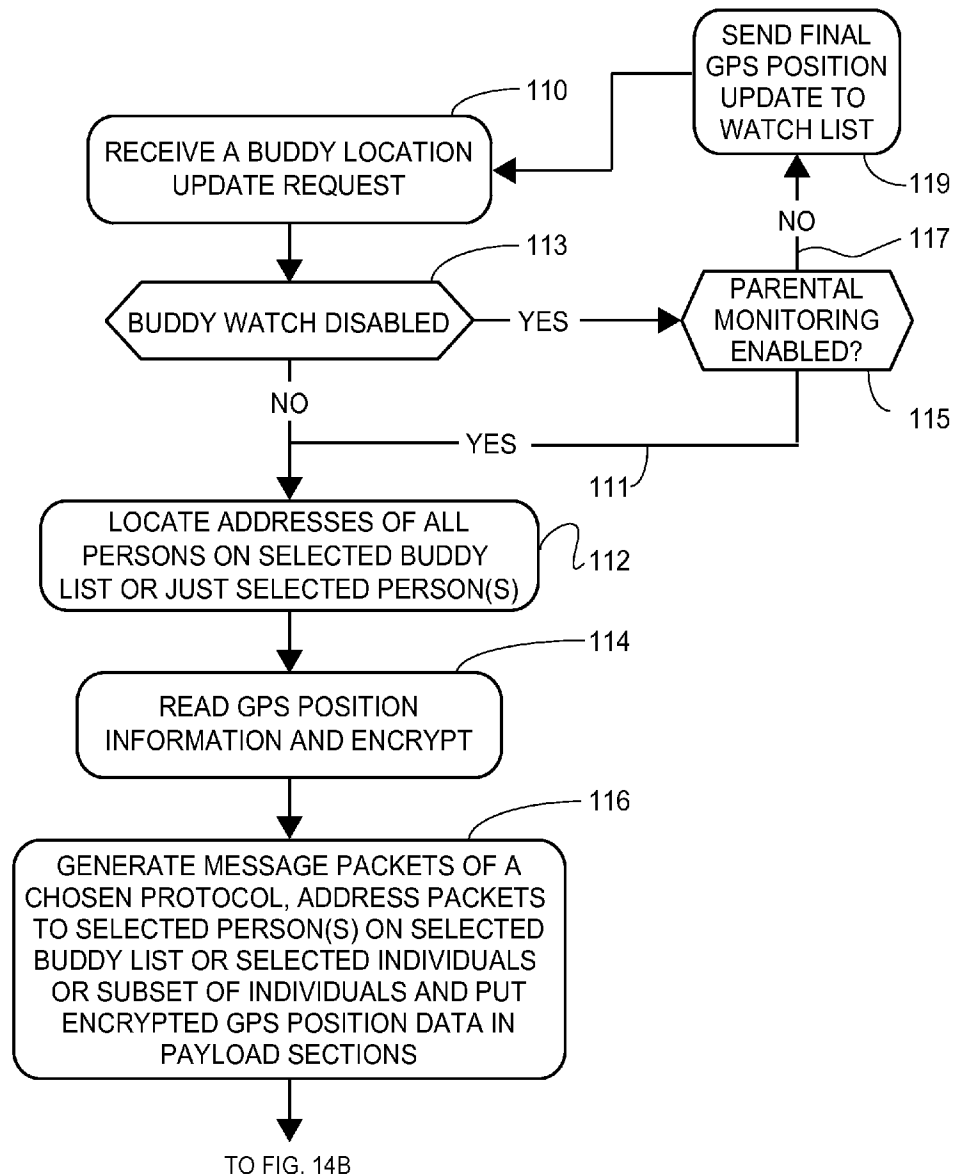 SEND FINAL
GPS POSITION
UPDATE TO
WATCH LIST
119
110
RECEIVE A BUDDY LOCATION
UPDATE REQUEST
NO
117
113
BUDDY WATCH DISABLED
YES
PARENTAL
MONITORING
ENABLED?
115
NO
YES
111
LOCATE ADDRESSES OF ALL
PERSONS ON SELECTED BUDDY
LIST OR JUST SELECTED PERSON(S)
112
114
READ GPS POSITION
INFORMATION AND ENCRYPT
116
GENERATE MESSAGE PACKETS OF A
CHOSEN PROTOCOL, ADDRESS PACKETS
TO SELECTED PERSON(S) ON SELECTED
BUDDY LIST OR SELECTED INDIVIDUALS
OR SUBSET OF INDIVIDUALS AND PUT
ENCRYPTED GPS POSITION DATA IN
PAYLOAD SECTIONS
TO FIG. 14B